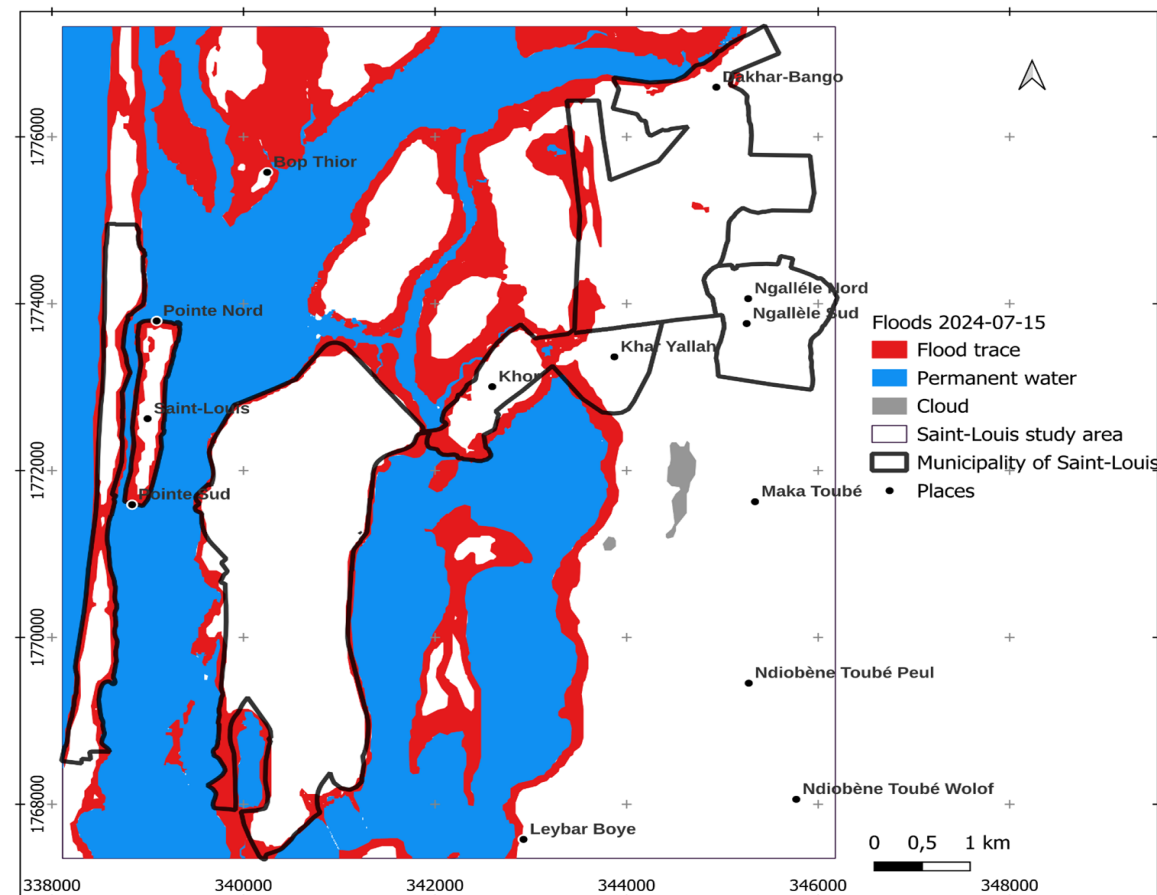 Dakhar-Bango
1776000
Bop Thior
1774000
Ngalléle Nord
Pointe Nord
Ngallèle Sud
Floods 2024-07-15
Khar Yallah
Flood trace
Khor
Permanent water
Saint-Louis
Cloud
Saint-Louis study area
1772000
Municipality of Saint-Louis
Pointe Sud
Maka Toubé
Places
1770000
Ndiobène Toubé Peul
Ndiobène Toubé Wolof
1768000
Leybar Boye
0 0,5 1 km
338000 340000 342000 344000 346000 348000